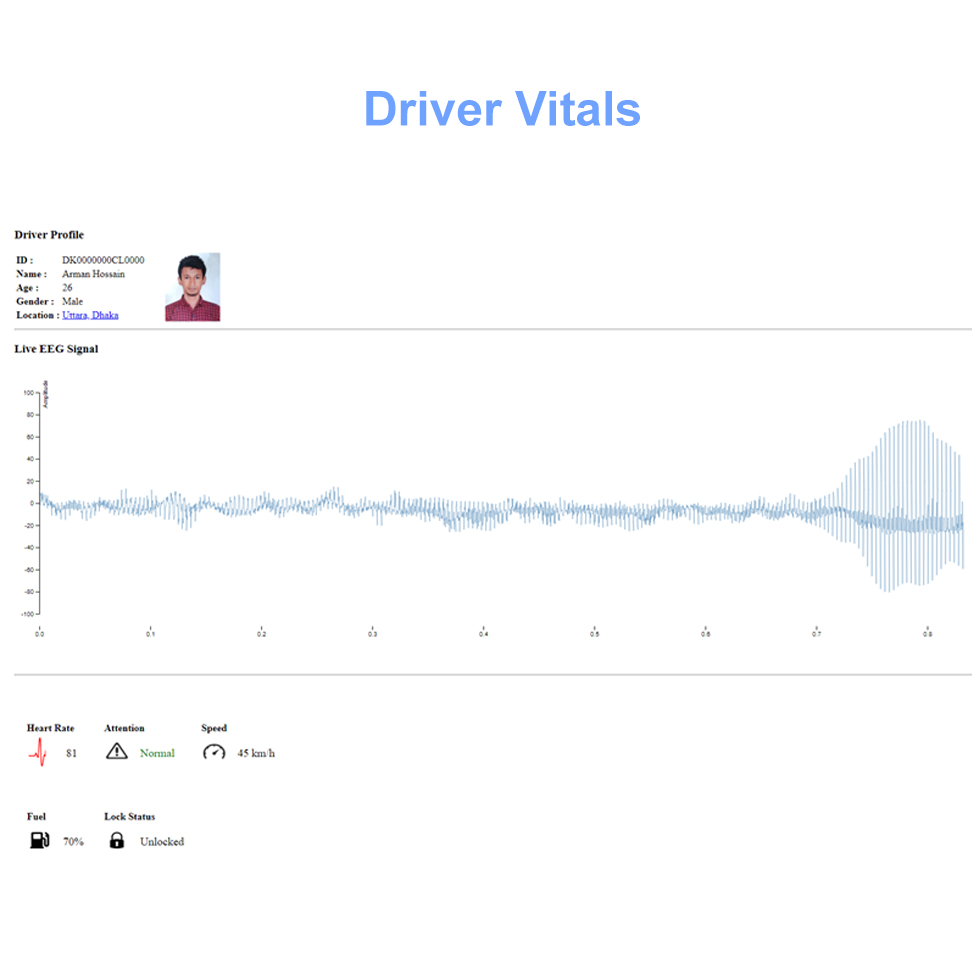 Driver Vitals
Driver Profile
ID : DK0000000CL0000
Name : Arman Hossain
Age : 26
Gender : Male
Location : Uttara, Dhaka
Live EEG Signal
Amplitude
100
80
60
40
20
0
-20
-40
-60
-80
-100
0.0 0.1 0.2 0.3 0.4 0.5 0.6 0.7 0.8
Heart Rate Attention Speed
81 Normal 45 km/h
Fuel Lock Status
70% Unlocked